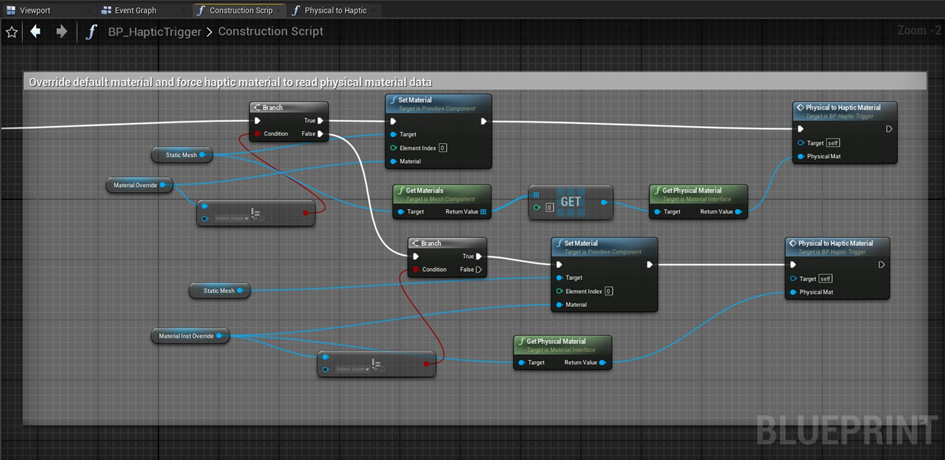 Viewport
Event Graph
Construction Scrip
Physical to Haptic
BP_HapticTrigger > Construction Script
Zoom -2
Override default material and force haptic material to read physical material data
Branch
True
Condition
False
Set Material
Target is Primitive Component
Target
Element Index 0
Material
Physical to Haptic Material
Target is BP Haptic Trigger
Target self
Physical Mat
Static Mesh
Material Override
Select Asset
!=
Get Materials
Target is Mesh Component
Target
Return Value
0
GET
Get Physical Material
Target is Material Interface
Target
Return Value
Branch
True
Condition
False
Set Material
Target is Primitive Component
Target
Element Index 0
Material
Physical to Haptic Material
Target is BP Haptic Trigger
Target self
Physical Mat
Static Mesh
Material Inst Override
Select Asset
!=
Get Physical Material
Target is Material Interface
Target
Return Value
BLUEPRINT